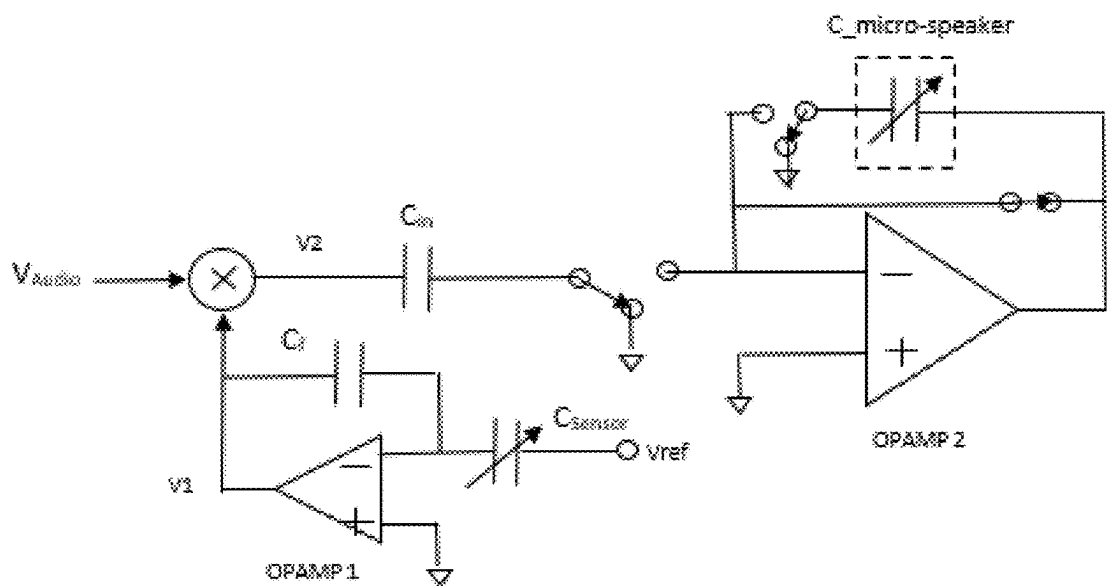 C_micro-speaker
Cin
V2
VAudio
Cf
CSensor
Vref
V1
OPAMP 1
OPAMP 2